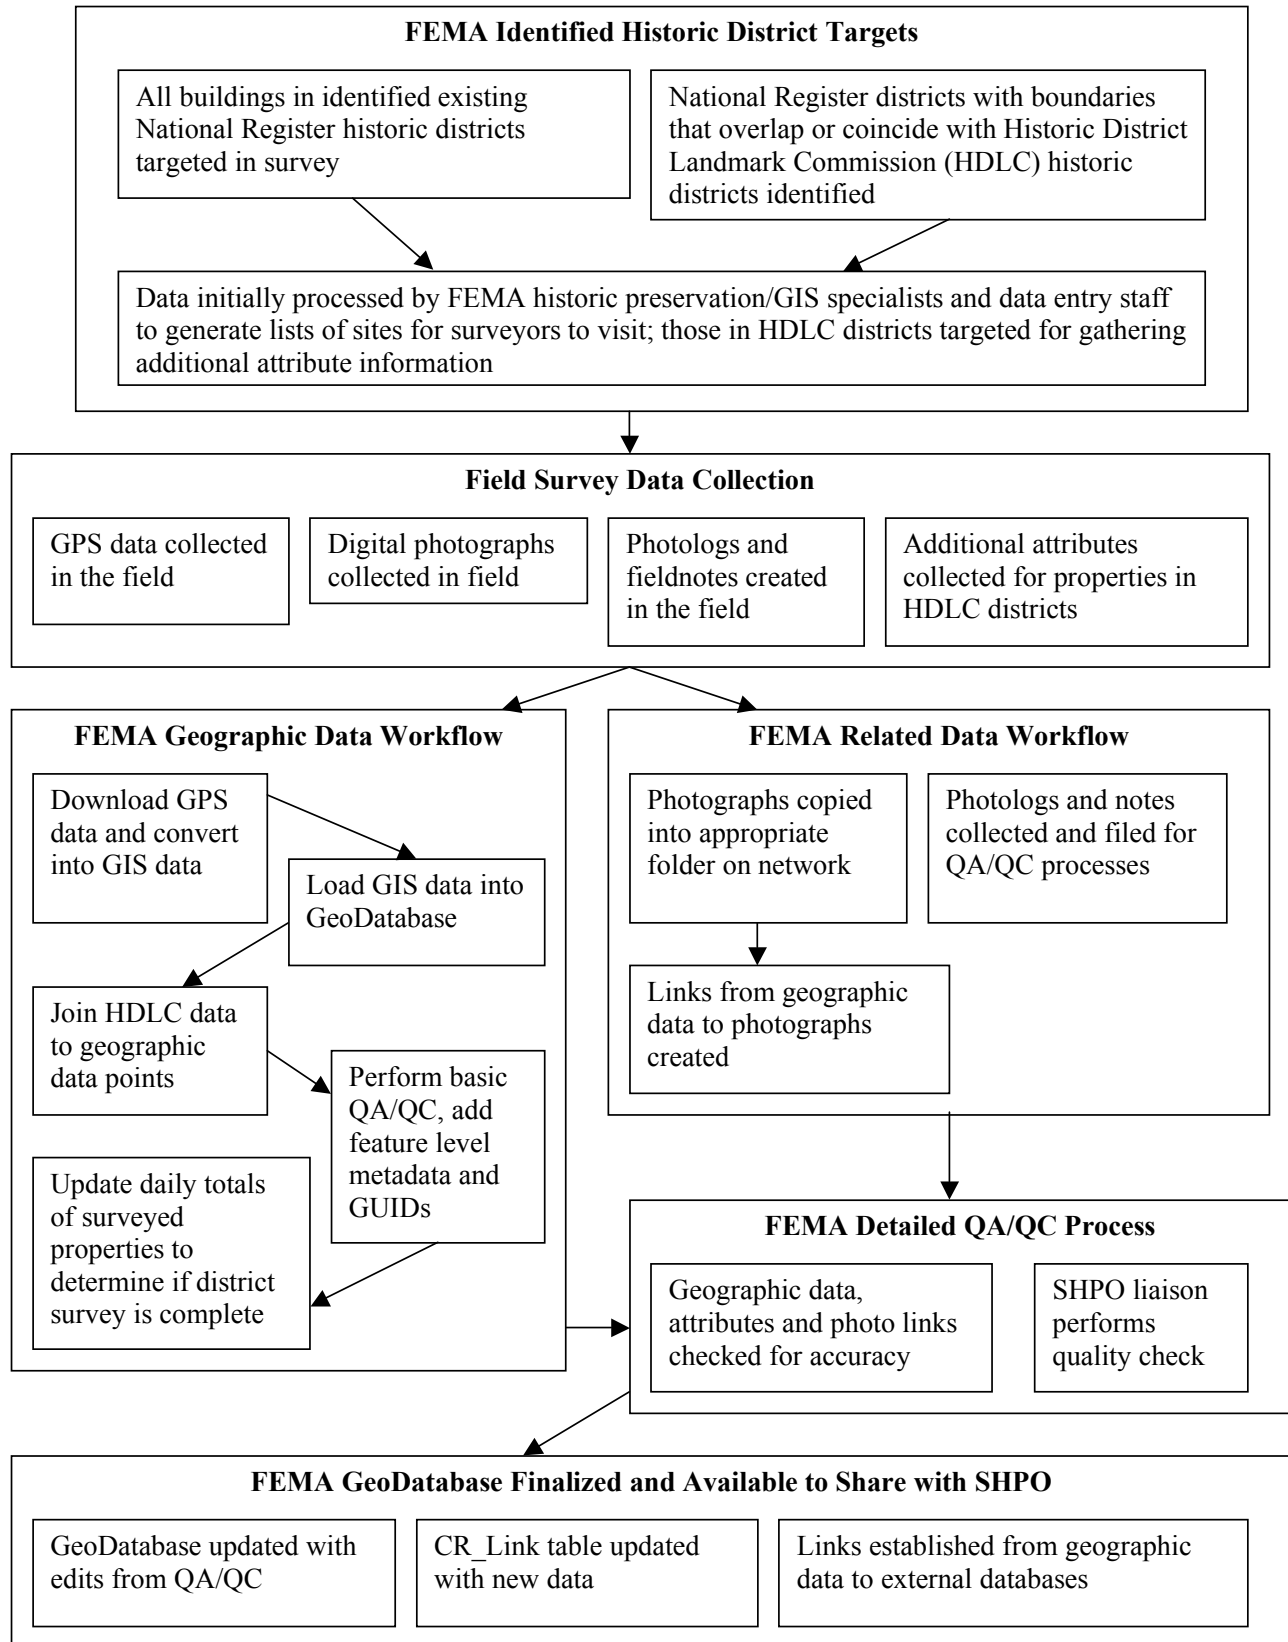 FEMA Identified Historic District Targets
All buildings in identified existing
National Register historic districts
targeted in survey
National Register districts with boundaries
that overlap or coincide with Historic District
Landmark Commission (HDLC) historic
districts identified
Data initially processed by FEMA historic preservation/GIS specialists and data entry staff
to generate lists of sites for surveyors to visit; those in HDLC districts targeted for gathering
additional attribute information
Field Survey Data Collection
GPS data collected
in the field
Digital photographs
collected in field
Photologs and
fieldnotes created
in the field
Additional attributes
collected for properties in
HDLC districts
FEMA Geographic Data Workflow
Download GPS
data and convert
into GIS data
Load GIS data into
GeoDatabase
Join HDLC data
to geographic
data points
Perform basic
QA/QC, add
feature level
metadata and
GUIDs
Update daily totals
of surveyed
properties to
determine if district
survey is complete
FEMA Related Data Workflow
Photographs copied
into appropriate
folder on network
Photologs and notes
collected and filed for
QA/QC processes
Links from geographic
data to photographs
created
FEMA Detailed QA/QC Process
Geographic data,
attributes and photo links
checked for accuracy
SHPO liaison
performs
quality check
FEMA GeoDatabase Finalized and Available to Share with SHPO
GeoDatabase updated with
edits from QA/QC
CR_Link table updated
with new data
Links established from geographic
data to external databases